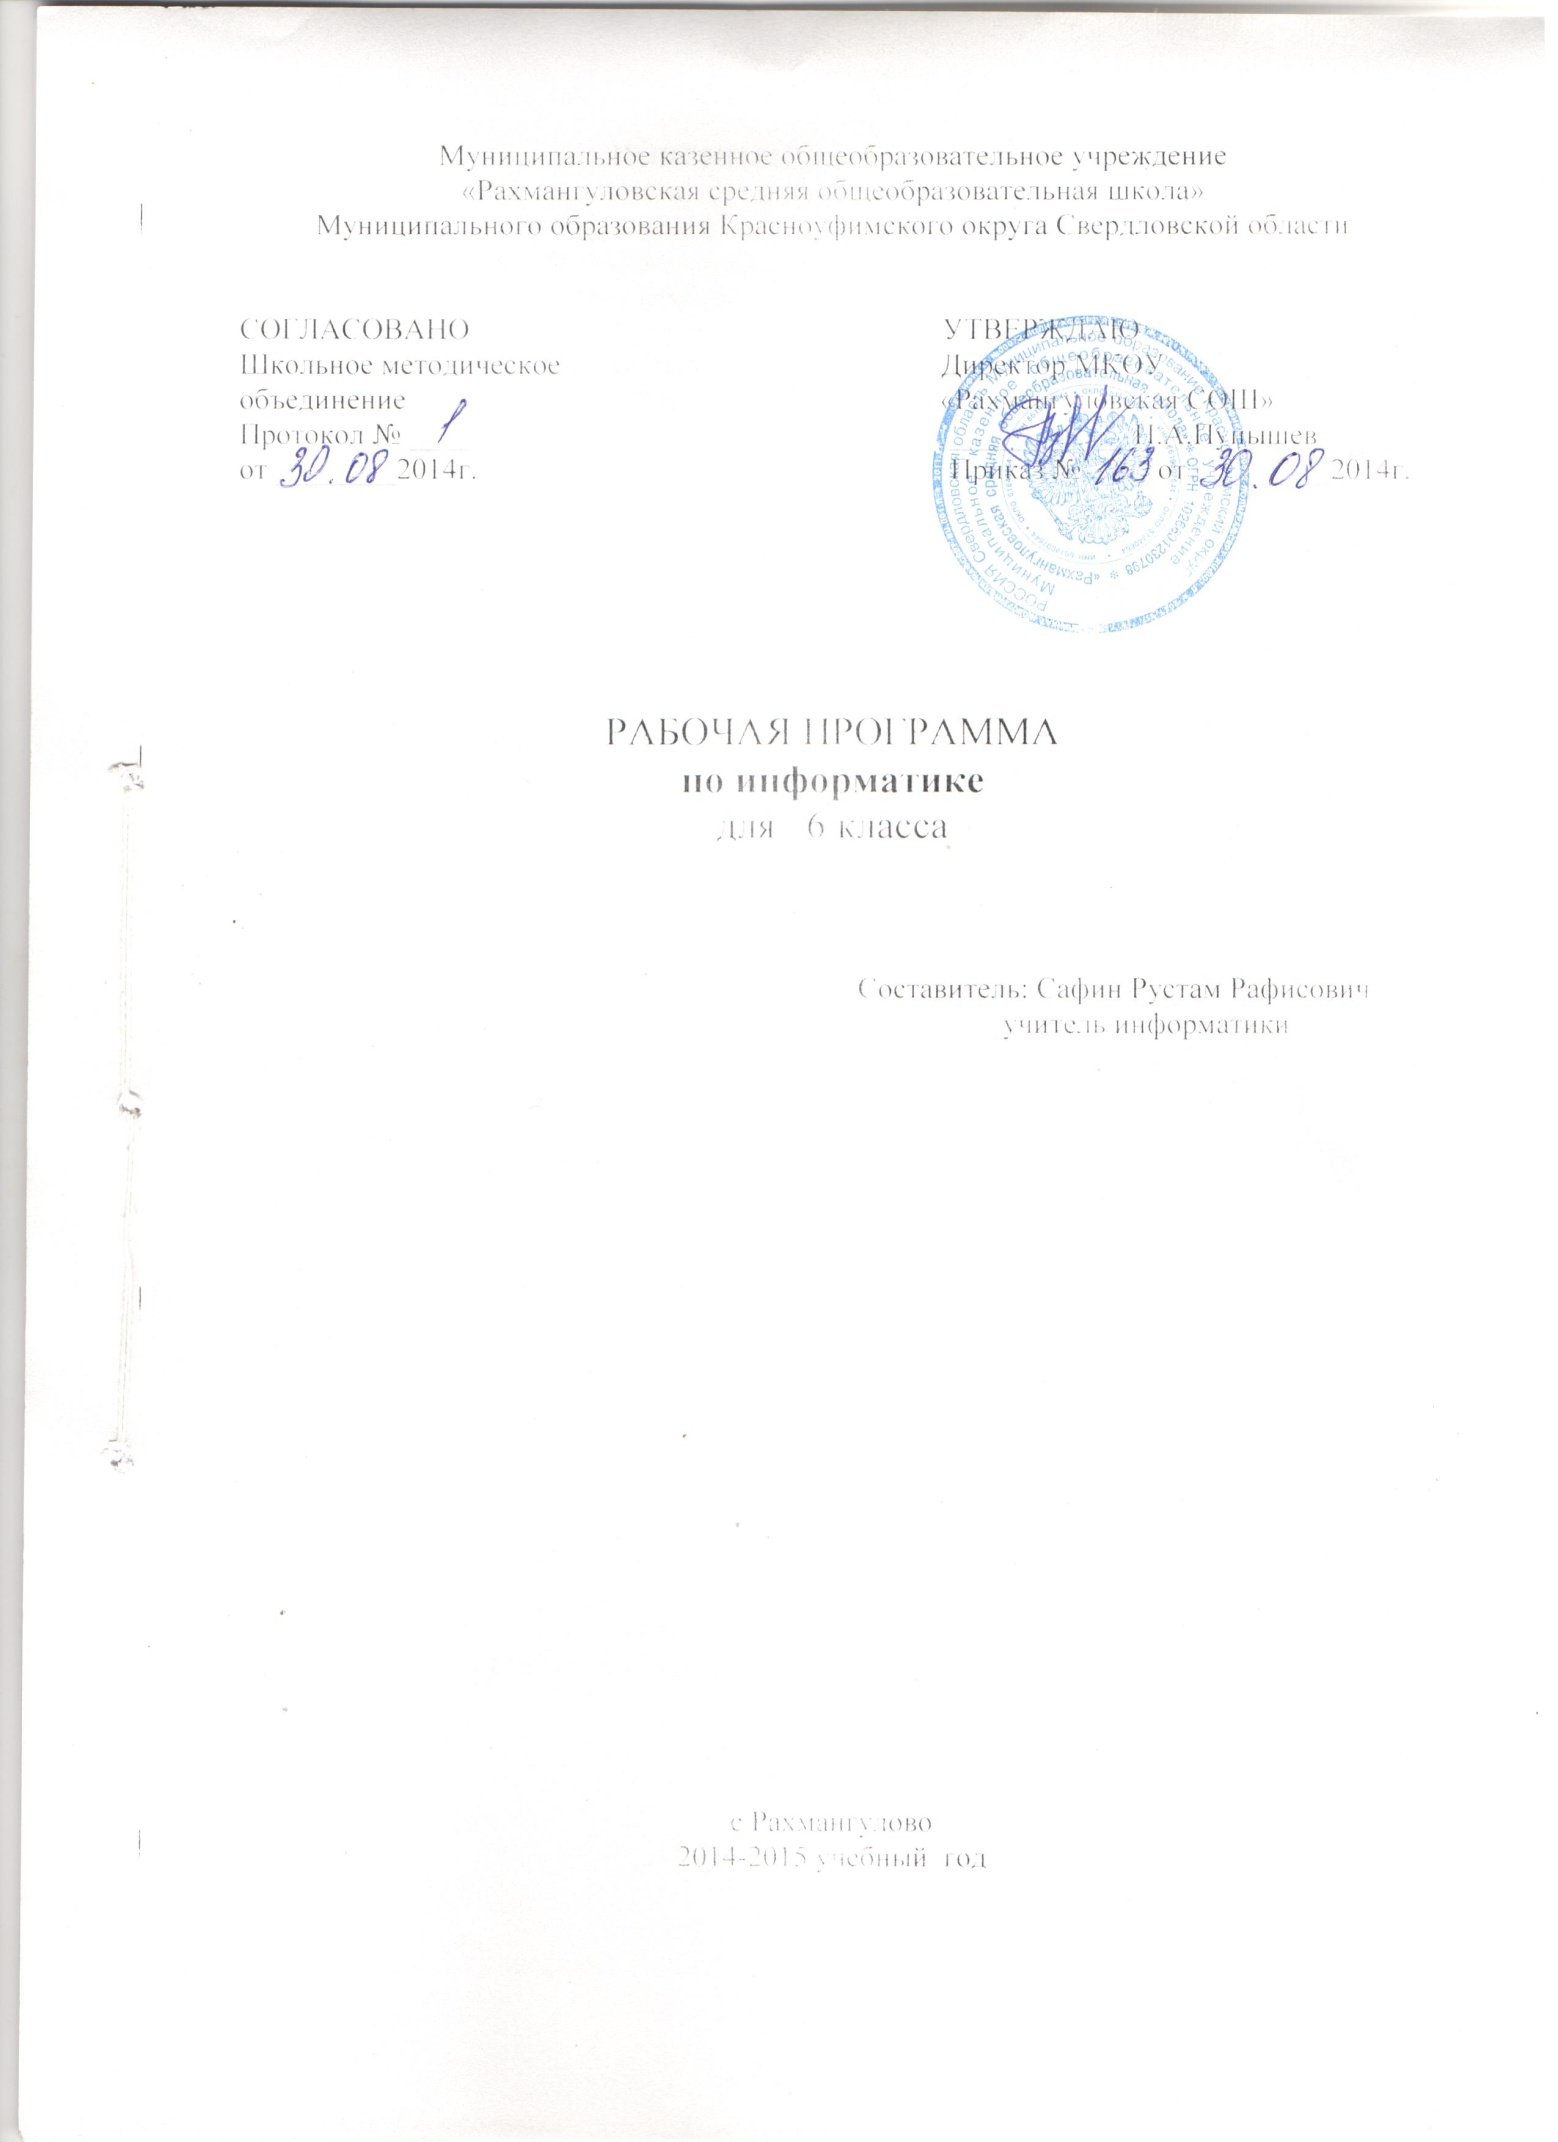 Муниципальное казенное общеобразовательное учреждение
«Рахмангуловская средняя общеобразовательная школа»
Муниципального образования Красноуфимского округа Свердловской области
СОГЛАСОВАНО
Школьное методическое
объединение
Протокол № 1
от 30.08 2014г.
УТВЕРЖДАЮ
Директор МКОУ
«Рахмангуловская СОШ»
Н.А.Пупышев
Приказ № 163 от 30.08 2014г.
РАБОЧАЯ ПРОГРАММА
по информатике
для 6 класса
Составитель: Сафин Рустам Рафисович
учитель информатики
с Рахмангулово
2014-2015 учебный год